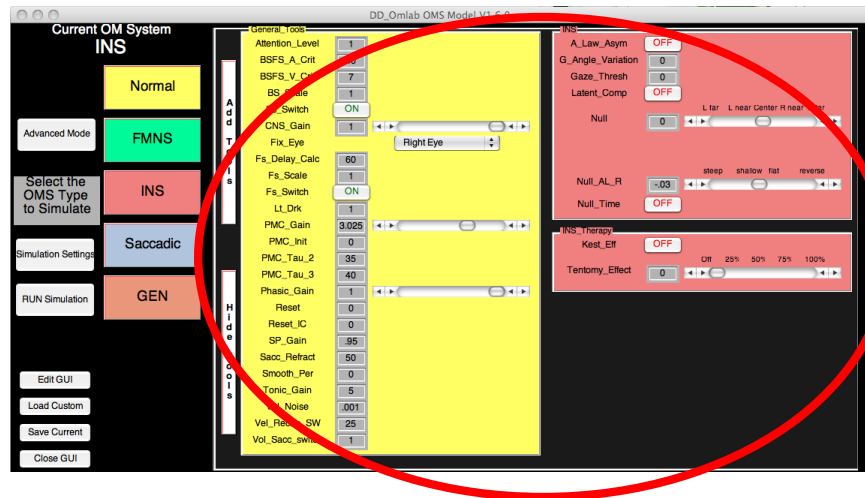 DD_Omlab OMS Model V1.6.0
Current OM System
INS
Normal
Advanced Mode
FMNS
Select the
OMS Type
to Simulate
INS
Simulation Settings
Saccadic
RUN Simulation
GEN
Edit GUI
Load Custom
Save Current
Close GUI
Add
Hide
General_Tools
Attention_Level 1
BSFS_A_Crit
BSFS_V_Crit 7
BS_Scale 1
ON
CNS_Gain 1
Fix_Eye Right Eye
Fs_Delay_Calc 60
Fs_Scale 1
Fs_Switch ON
Lt_Drk 1
PMC_Gain 3.025
PMC_Init 0
PMC_Tau_2 35
PMC_Tau_3 40
Phasic_Gain 1
Reset 0
Reset_IC 0
SP_Gain .95
Sacc_Refract 50
Smooth_Per 0
Tonic_Gain 5
Noise .001
SW 25
Vol_Sacc_switch 1
INS
A_Law_Asym OFF
G_Angle_Variation 0
Gaze_Thresh 0
Latent_Comp OFF
L far L near Center R near
Null 0
steep shallow flat reverse
Null_AL_R -.03
Null_Time OFF
INS_Therapy
Kest_Eff OFF
Off 25% 50% 75% 100%
Tentomy_Effect 0